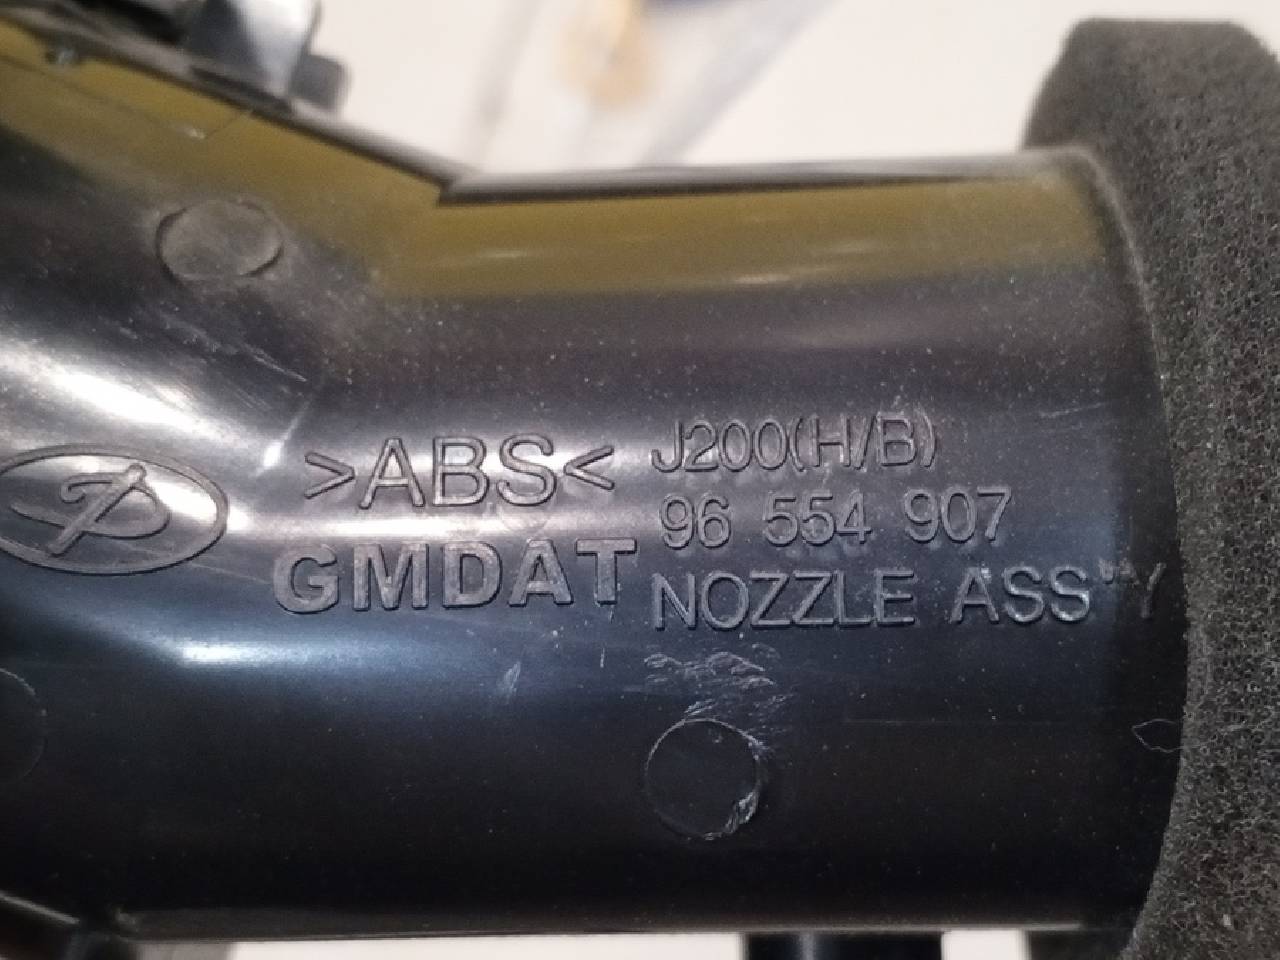 >ABS<
GMDAT
J200(H/B)
96 554 907
NOZZLE ASS'Y